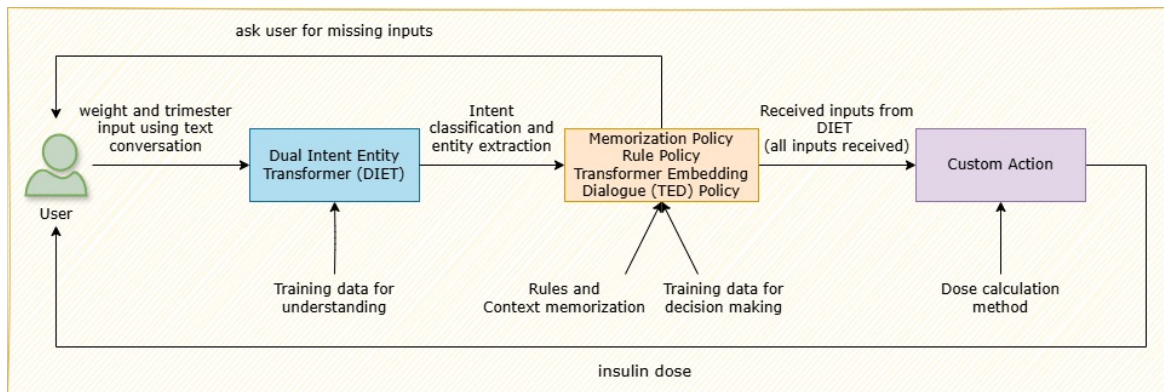 ask user for missing inputs
weight and trimester
input using text
conversation
User
Dual Intent Entity
Transformer (DIET)
Intent
classification and
entity extraction
Memorization Policy
Rule Policy
Transformer Embedding
Dialogue (TED) Policy
Received inputs from
DIET
(all inputs received)
Custom Action
Training data for
understanding
Rules and
Context memorization
Training data for
decision making
Dose calculation
method
insulin dose